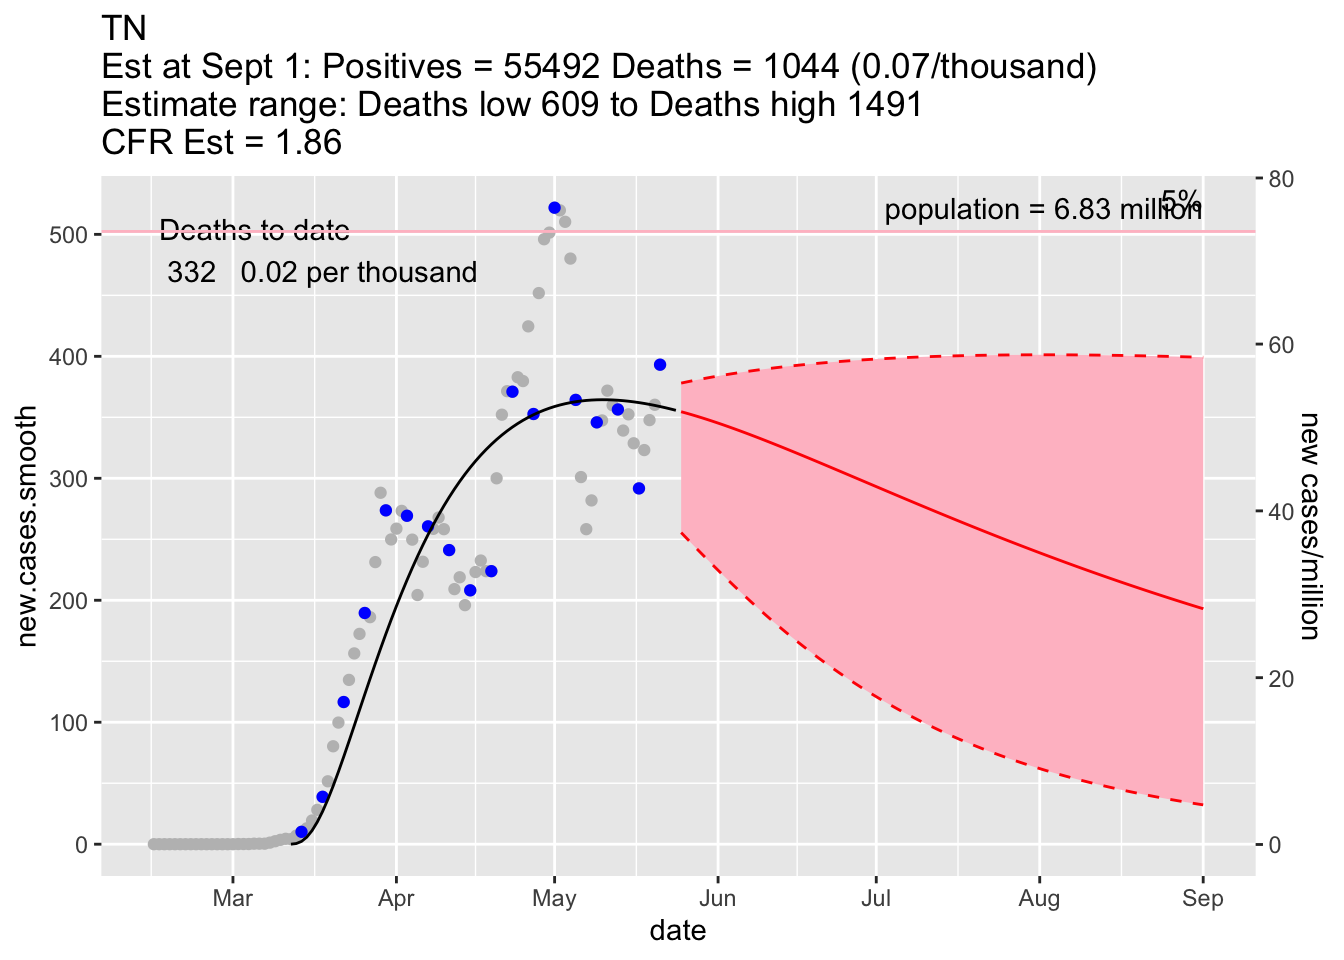 TN
Est at Sept 1: Positives = 55492 Deaths = 1044 (0.07/thousand)
Estimate range: Deaths low 609 to Deaths high 1491
CFR Est = 1.86
80
5%
population = 6.83 million
Deaths to date
500
332 0.02 per thousand
400
60
300
40
200
20
100
0
0
new.cases.smooth
new cases/million
Mar Apr May Jun Jul Aug Sep
date